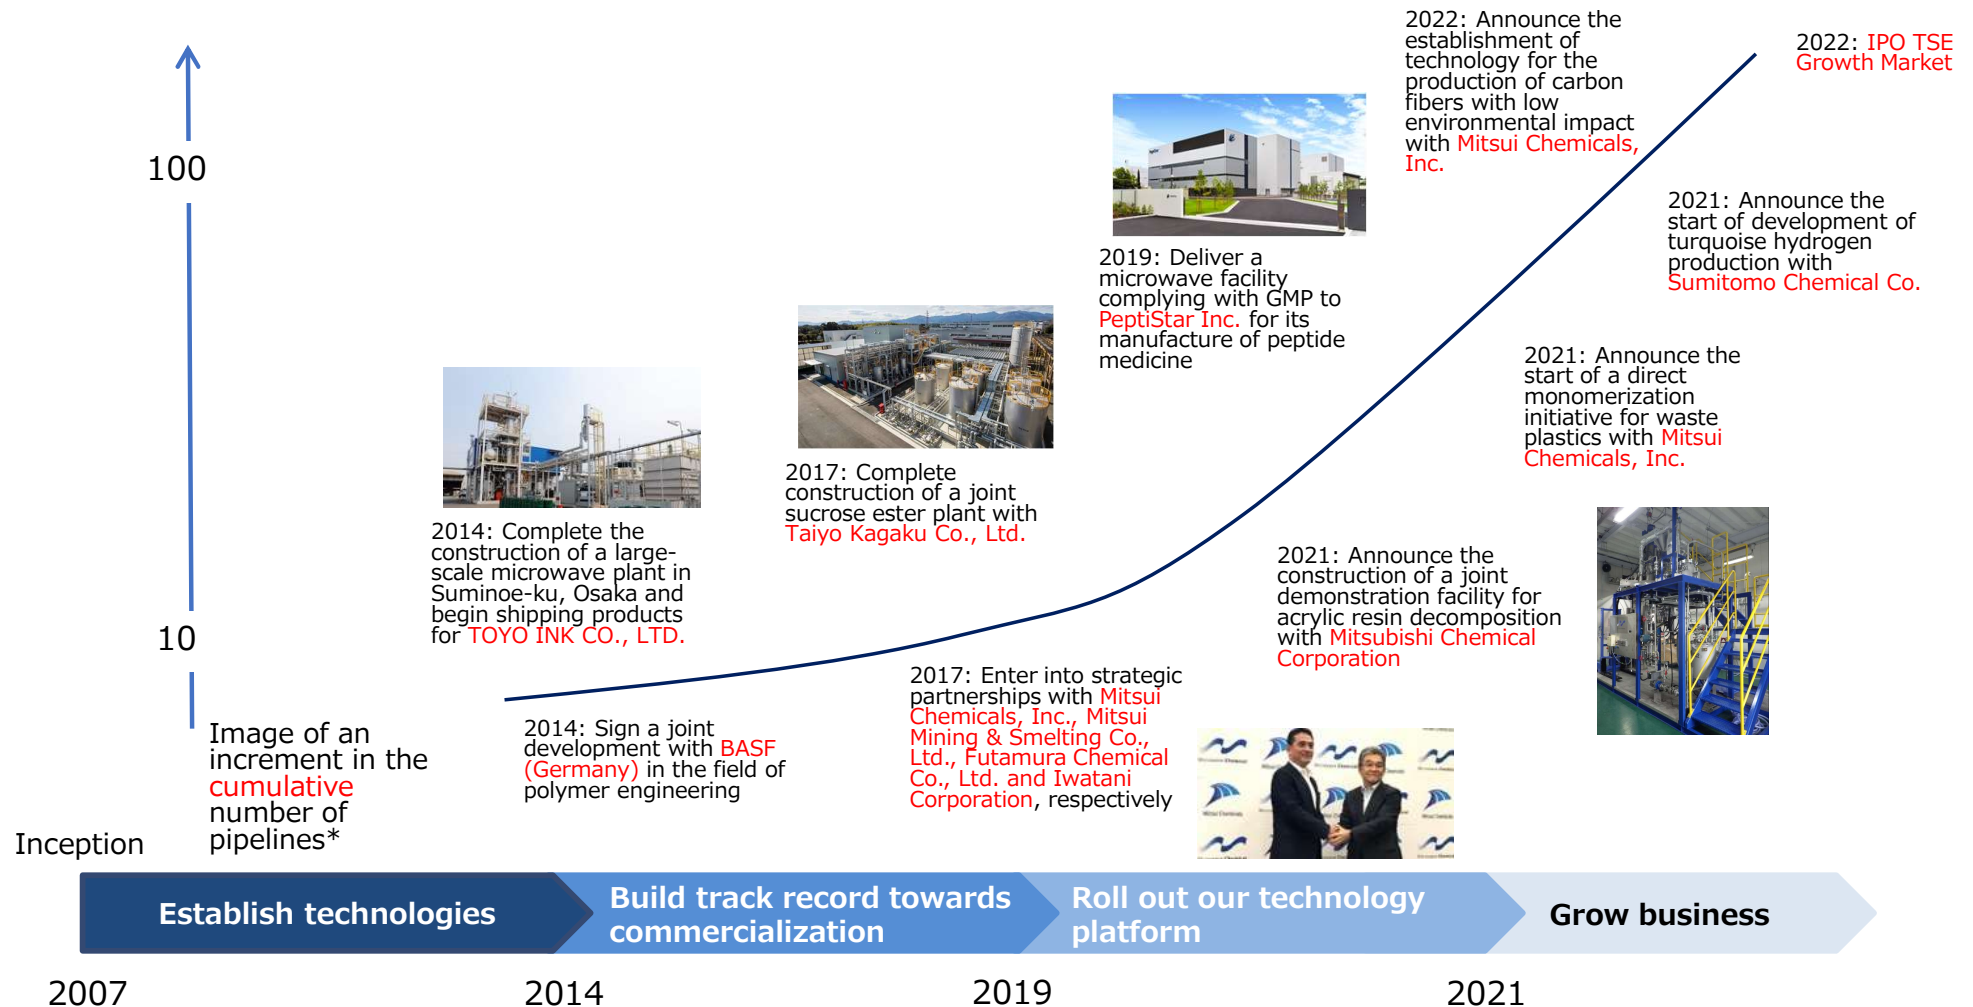 2022: Announce the
establishment of
technology for the
production of carbon
fibers with low
environmental impact
with Mitsui Chemicals,
Inc.
2022: IPO TSE
Growth Market
100
2021: Announce the
start of development of
turquoise hydrogen
production with
Sumitomo Chemical Co.
2019: Deliver a
microwave facility
complying with GMP to
PeptiStar Inc. for its
manufacture of peptide
medicine
2021: Announce the
start of a direct
monomerization
initiative for waste
plastics with Mitsui
Chemicals, Inc.
2017: Complete
construction of a joint
sucrose ester plant with
Taiyo Kagaku Co., Ltd.
2014: Complete the
construction of a large-
scale microwave plant in
Suminoe-ku, Osaka and
begin shipping products
for TOYO INK CO., LTD.
2021: Announce the
construction of a joint
demonstration facility for
acrylic resin decomposition
with Mitsubishi Chemical
Corporation
10
2017: Enter into strategic
partnerships with Mitsui
Chemicals, Inc., Mitsui
Mining & Smelting Co.,
Ltd., Futamura Chemical
Co., Ltd. and Iwatani
Corporation, respectively
2014: Sign a joint
development with BASF
(Germany) in the field of
polymer engineering
Image of an
increment in the
cumulative
number of
pipelines*
Inception
Establish technologies
Build track record towards
commercialization
Roll out our technology
platform
Grow business
2007
2014
2019
2021